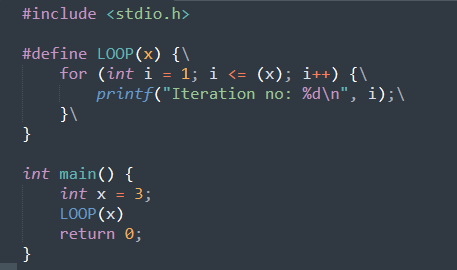 #include <stdio.h>
#define LOOP(x) {\
for (int i = 1; i <= (x); i++) {\
printf("Iteration no: %d\n", i);\
}\
}
int main() {
int x = 3;
LOOP(x)
return 0;
}